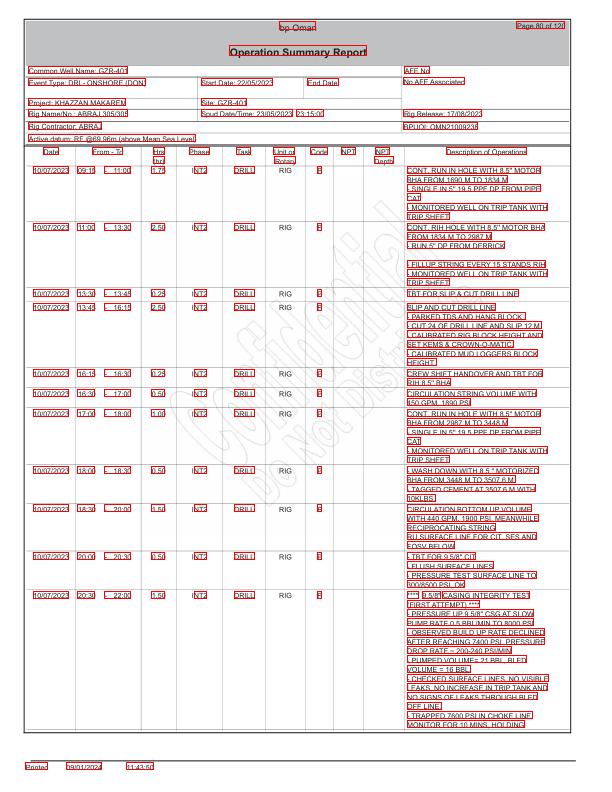 bp Oman
Page 80 of 120
Operation Summary Report
Common Well Name: GZR-401
AFE No
Event Type: DRL- ONSHORE (DON)
Start Date: 22/05/2023
End Date
No AFE Associated
Project: KHAZZAN MAKAREM
Site: GZR-401
Rig Name/No.: ABRAJ 305/305
Spud Date/Time: 23/05/2023 23:15:00
Rig Release: 17/08/2023
Rig Contractor: ABRAJ
BPUOI: OMN21009236
Active datum: RF @69.96m (above Mean Sea Level)
Date From - To Hrs (hr) Phase Task Unit or Rotary Code NPT NPT Depth Description of Operations
10/07/2023 09:15 - 11:00 1.75 INT2 DRILL RIG P CONT. RUN IN HOLE WITH 8.5" MOTOR
BHA FROM 1690 M TO 1834 M
- SINGLE IN 5" 19.5 PPF DP FROM PIPE
CAT
- MONITORED WELL ON TRIP TANK WITH
TRIP SHEET
10/07/2023 11:00 - 13:30 2.50 INT2 DRILL RIG P CONT. RIH HOLE WITH 8.5" MOTOR BHA
FROM 1834 M TO 2987 M
- RUN 5" DP FROM DERRICK
- FILLUP STRING EVERY 15 STANDS RIH
- MONITORED WELL ON TRIP TANK WITH
TRIP SHEET
10/07/2023 13:30 - 13:45 0.25 INT2 DRILL RIG P TBT FOR SLIP & CUT DRILL LINE
10/07/2023 13:45 - 16:15 2.50 INT2 DRILL RIG P SLIP AND CUT DRILL LINE
- PARKED TDS AND HANG BLOCK
- CUT 24 OF DRILL LINE AND SLIP 12 M
- CALIBRATED RIG BLOCK HEIGHT AND
SET KEMS & CROWN-O-MATIC
- CALIBRATED MUD LOGGERS BLOCK
HEIGHT
10/07/2023 16:15 - 16:30 0.25 INT2 DRILL RIG P CREW SHIFT HANDOVER AND TBT FOR
RIH 8.5" BHA
10/07/2023 16:30 - 17:00 0.50 INT2 DRILL RIG P CIRCULATION STRING VOLUME WITH
450 GPM, 1890 PSI
10/07/2023 17:00 - 18:00 1.00 INT2 DRILL RIG P CONT. RUN IN HOLE WITH 8.5" MOTOR
BHA FROM 2987 M TO 3448 M
- SINGLE IN 5" 19.5 PPF DP FROM PIPE
CAT
- MONITORED WELL ON TRIP TANK WITH
TRIP SHEET
10/07/2023 18:00 - 18:30 0.50 INT2 DRILL RIG P - WASH DOWN WITH 8.5 " MOTORIZED
BHA FROM 3448 M TO 3507.6 M
- TAGGED CEMENT AT 3507.6 M WITH
10KLBS
10/07/2023 18:30 - 20:00 1.50 INT2 DRILL RIG P CIRCULATION BOTTOM UP VOLUME
WITH 440 GPM, 1900 PSI, MEANWHILE
RECIPROCATING STRING
RU SURFACE LINE FOR CIT, SFS AND
FOSV BELOW
10/07/2023 20:00 - 20:30 0.50 INT2 DRILL RIG P - TBT FOR 9 5/8" CIT
- FLUSH SURFACE LINES
- PRESSURE TEST SURFACE LINE TO
300/8500 PSI, OK
10/07/2023 20:30 - 22:00 1.50 INT2 DRILL RIG P **** 9.5/8" CASING INTEGRITY TEST
(FIRST ATTEMPT) ****
- PRESSURE UP 9 5/8" CSG AT SLOW
PUMP RATE 0.5 BBL/MIN TO 8000 PSI
- OBSERVED BUILD UP RATE DECLINED
AFTER REACHING 7400 PSI, PRESSURE
DROP RATE ~ 200-240 PSI/MIN
- PUMPED VOLUME= 21 BBL, BLED
VOLUME = 16 BBL
- CHECKED SURFACE LINES, NO VISIBLE
LEAKS, NO INCREASE IN TRIP TANK AND
NO SIGNS OF LEAKS THROUGH BLED
OFF LINE
- TRAPPED 7600 PSI IN CHOKE LINE
MONITOR FOR 10 MINS, HOLDING
Confidential
Do Not Dist
Printed 09/01/2024 11:43:50